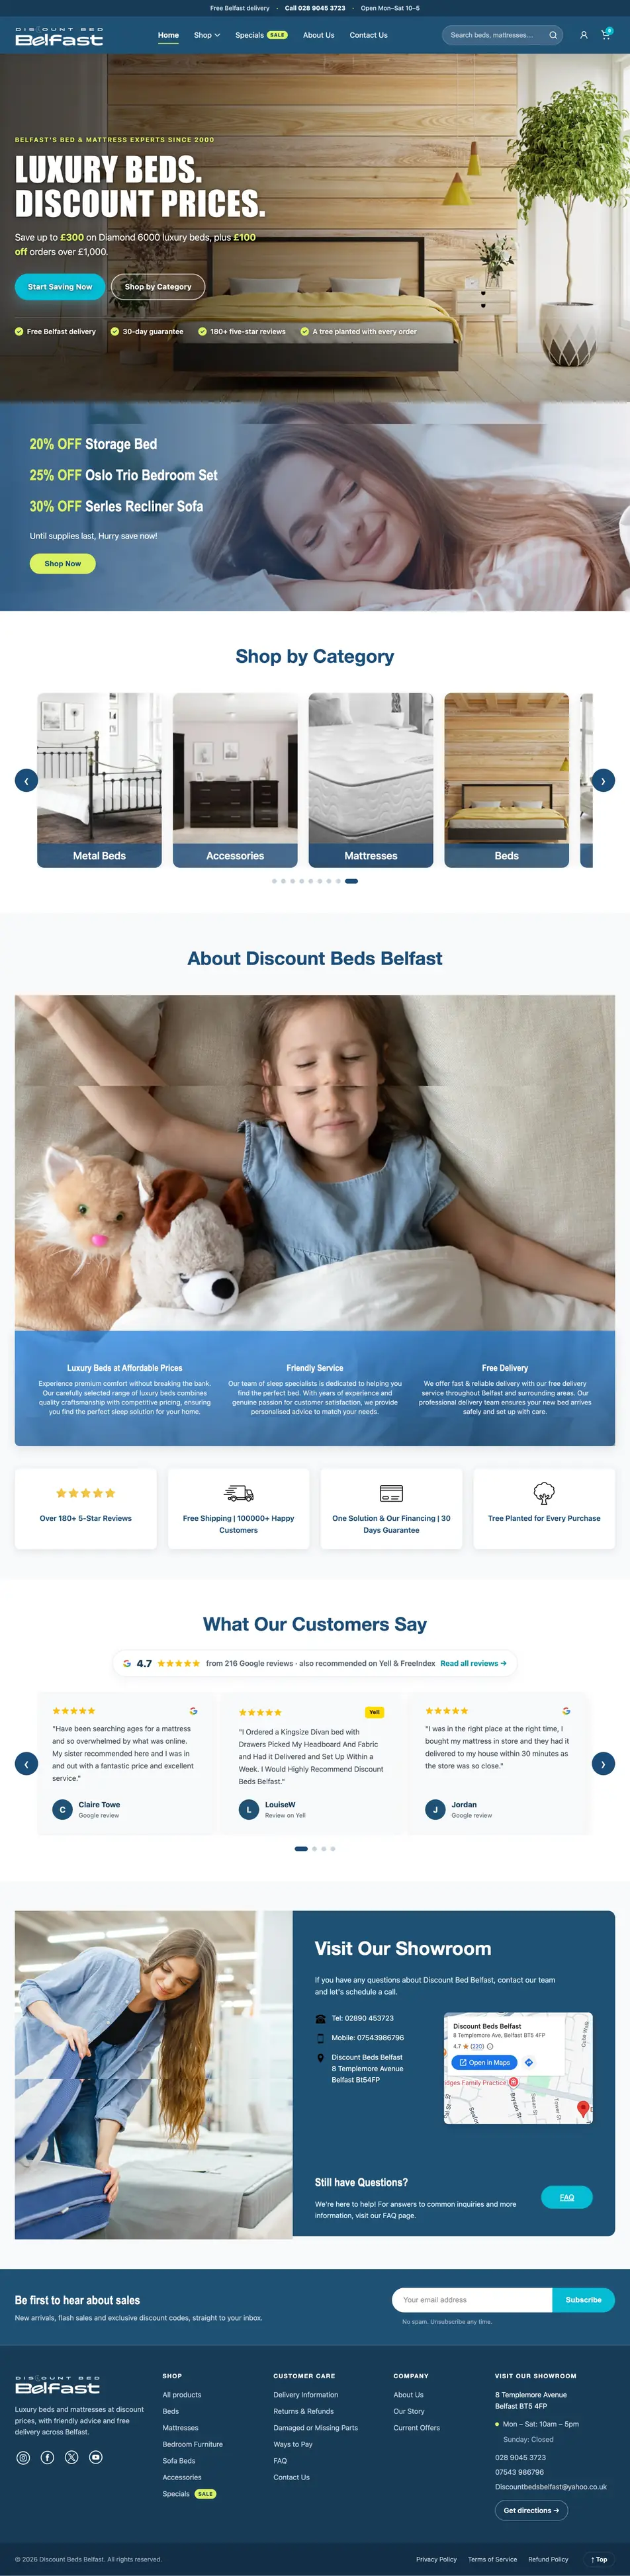 Free Belfast delivery · Call 028 9045 3723 · Open Mon–Sat 10–5
DISCOUNT BED
Belfast
Home Shop Specials SALE About Us Contact Us
Search beds, mattresses...
BELFAST'S BED & MATTRESS EXPERTS SINCE 2000
LUXURY BEDS.
DISCOUNT PRICES.
Save up to £300 on Diamond 6000 luxury beds, plus £100
off orders over £1,000.
Start Saving Now Shop by Category
Free Belfast delivery 30-day guarantee 180+ five-star reviews A tree planted with every order
20% OFF Storage Bed
25% OFF Oslo Trio Bedroom Set
30% OFF Serles Recliner Sofa
Until supplies last, Hurry save now!
Shop Now
Shop by Category
Metal Beds Accessories Mattresses Beds
About Discount Beds Belfast
Luxury Beds at Affordable Prices
Experience premium comfort without breaking the bank.
Our carefully selected range of luxury beds combines
quality craftsmanship with competitive pricing, ensuring
you find the perfect sleep solution for your home.
Friendly Service
Our team of sleep specialists is dedicated to helping you
find the perfect bed. With years of experience and
genuine passion for customer satisfaction, we provide
personalised advice to match your needs.
Free Delivery
We offer fast & reliable delivery with our free delivery
service throughout Belfast and surrounding areas. Our
professional delivery team ensures your new bed arrives
safely and set up with care.
Over 180+ 5-Star Reviews
Free Shipping | 100000+ Happy
Customers
One Solution & Our Financing | 30
Days Guarantee
Tree Planted for Every Purchase
What Our Customers Say
4.7 from 216 Google reviews · also recommended on Yell & FreeIndex Read all reviews →
"Have been searching ages for a mattress
and so overwhelmed by what was online.
My sister recommended here and I was in
and out with a fantastic price and excellent
service."
C Claire Towe
Google review
Yell
"I Ordered a Kingsize Divan bed with
Drawers Picked My Headboard And Fabric
and Had it Delivered and Set Up Within a
Week. I Would Highly Recommend Discount
Beds Belfast."
L LouiseW
Review on Yell
"I was in the right place at the right time, I
bought my mattress in store and they had it
delivered to my house within 30 minutes as
the store was so close."
J Jordan
Google review
Visit Our Showroom
If you have any questions about Discount Bed Belfast, contact our team
and let's schedule a call.
Tel: 02890 453723
Mobile: 07543986796
Discount Beds Belfast
8 Templemore Avenue
Belfast Bt54FP
Discount Beds Belfast
8 Templemore Ave, Belfast BT5 4FP
4.7 (220)
Open in Maps
idges Family Practice
Bryson St
Still have Questions?
We're here to help! For answers to common inquiries and more
information, visit our FAQ page.
FAQ
Be first to hear about sales
New arrivals, flash sales and exclusive discount codes, straight to your inbox.
Your email address Subscribe
No spam. Unsubscribe any time.
DISCOUNT BED
Belfast
Luxury beds and mattresses at discount
prices, with friendly advice and free
delivery across Belfast.
SHOP
All products
Beds
Mattresses
Bedroom Furniture
Sofa Beds
Accessories
Specials SALE
CUSTOMER CARE
Delivery Information
Returns & Refunds
Damaged or Missing Parts
Ways to Pay
FAQ
Contact Us
COMPANY
About Us
Our Story
Current Offers
VISIT OUR SHOWROOM
8 Templemore Avenue
Belfast BT5 4FP
Mon – Sat: 10am – 5pm
Sunday: Closed
028 9045 3723
07543 986796
Discountbedsbelfast@yahoo.co.uk
Get directions →
© 2026 Discount Beds Belfast. All rights reserved.
Privacy Policy Terms of Service Refund Policy ↑ Top